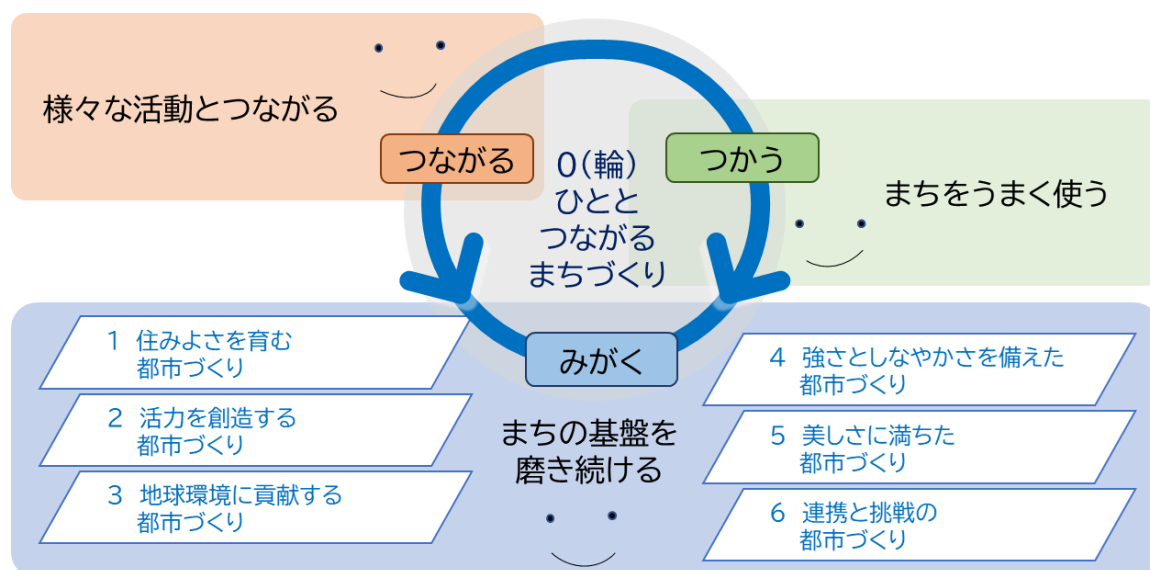 様々な活動とつながる
つながる
つかう
0(輪)
ひとと
つながる
まちづくり
まちをうまく使う
みがく
まちの基盤を
磨き続ける
1 住みよさを育む
都市づくり
2 活力を創造する
都市づくり
3 地球環境に貢献する
都市づくり
4 強さとしなやかさを備えた
都市づくり
5 美しさに満ちた
都市づくり
6 連携と挑戦の
都市づくり